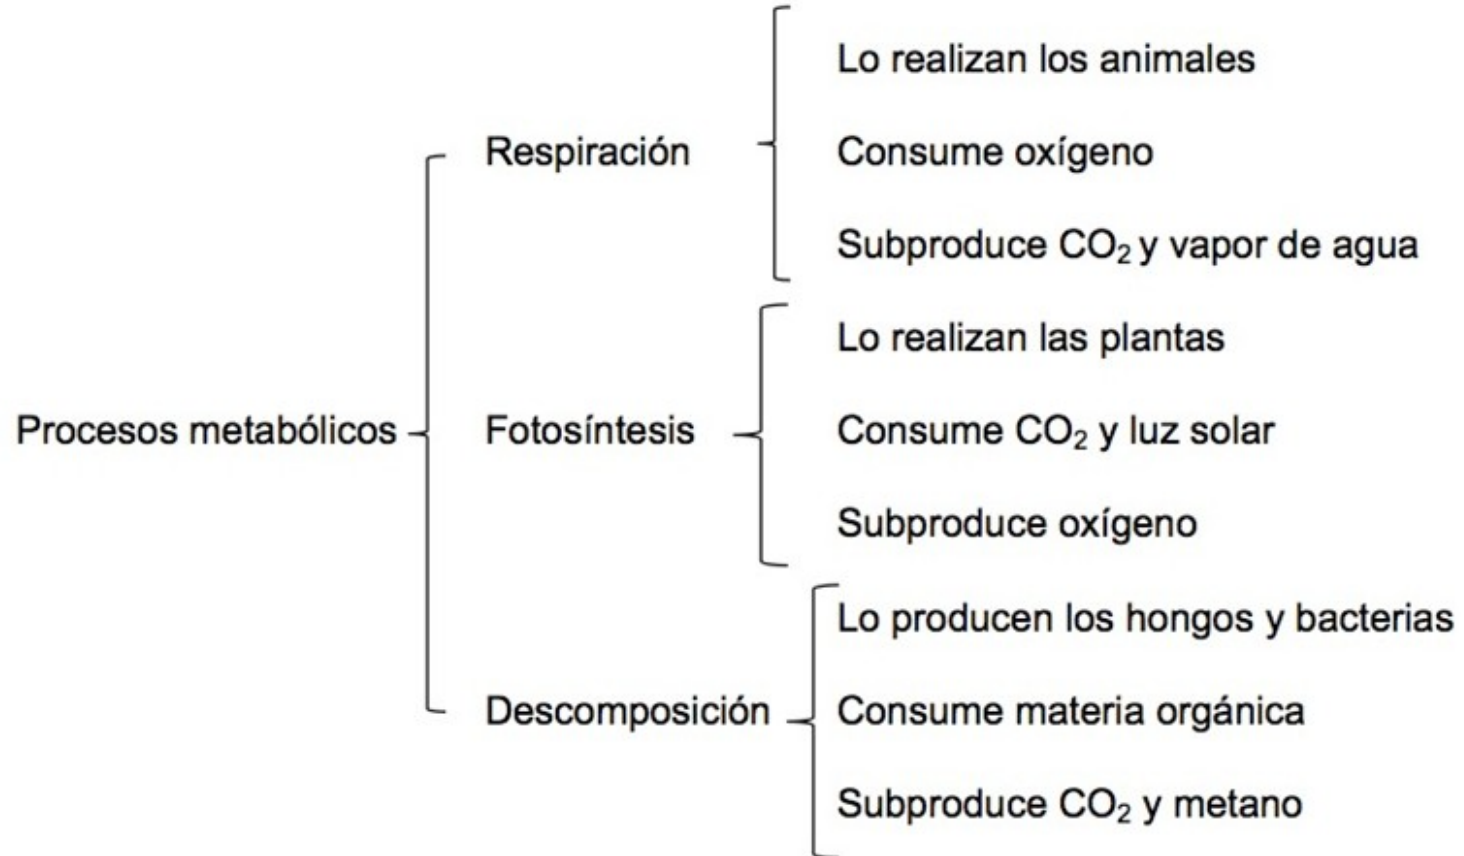 Procesos metabólicos
Respiración
Lo realizan los animales
Consume oxígeno
Subproduce CO₂ y vapor de agua
Fotosíntesis
Lo realizan las plantas
Consume CO₂ y luz solar
Subproduce oxígeno
Descomposición
Lo producen los hongos y bacterias
Consume materia orgánica
Subproduce CO₂ y metano